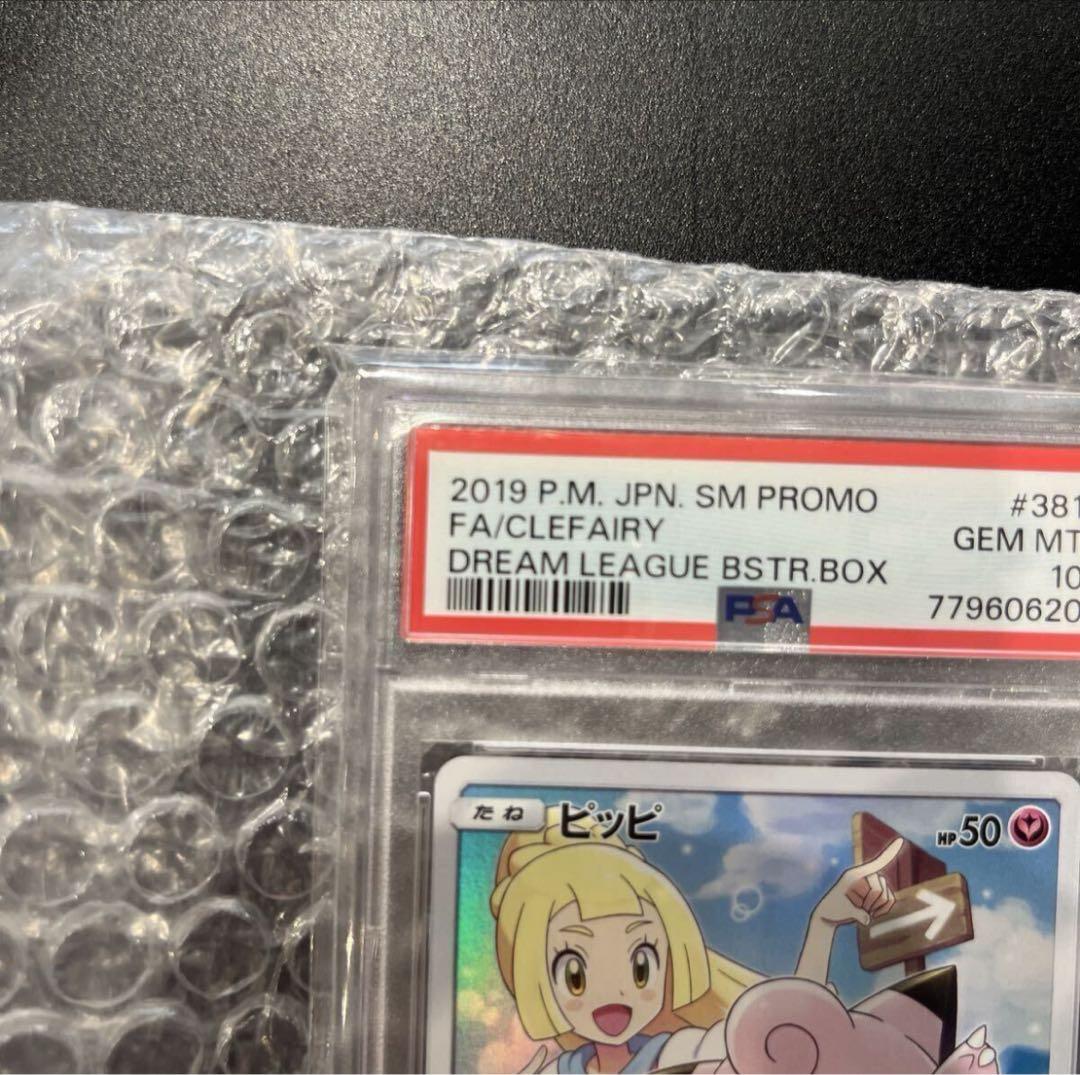 2019 P.M. JPN. SM PROMO #381
FA/CLEFAIRY GEM MT
DREAM LEAGUE BSTR.BOX 10
PSA 77960620
たね ピッピ HP50